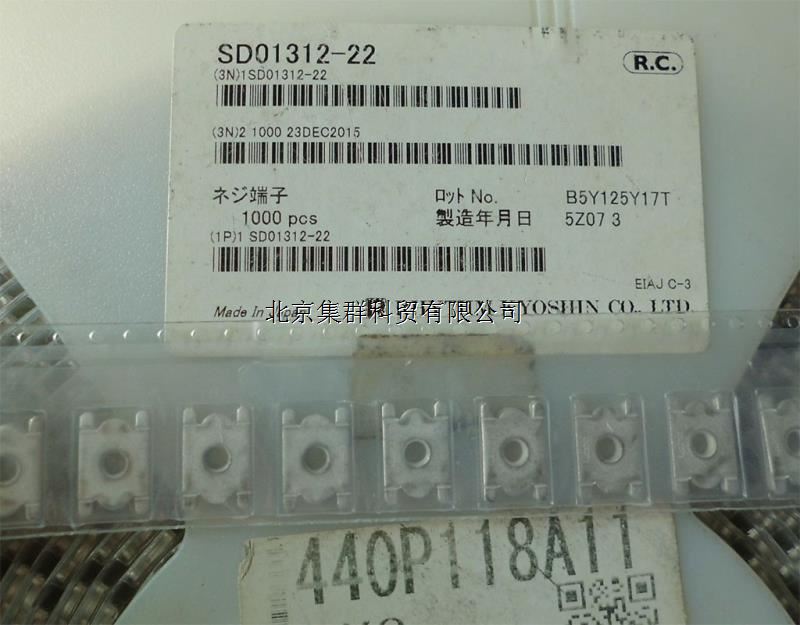 SD01312-22
R.C.
(3N)1SD01312-22
(3N)2 1000 23DEC2015
ネジ端子 ロット No. B5Y125Y17T
1000 pcs 製造年月日 5Z07 3
(1P)1 SD01312-22
EIAJ C-3
Made In YOSHIN CO., LTD.
北京集群科贸有限公司
440P118A11